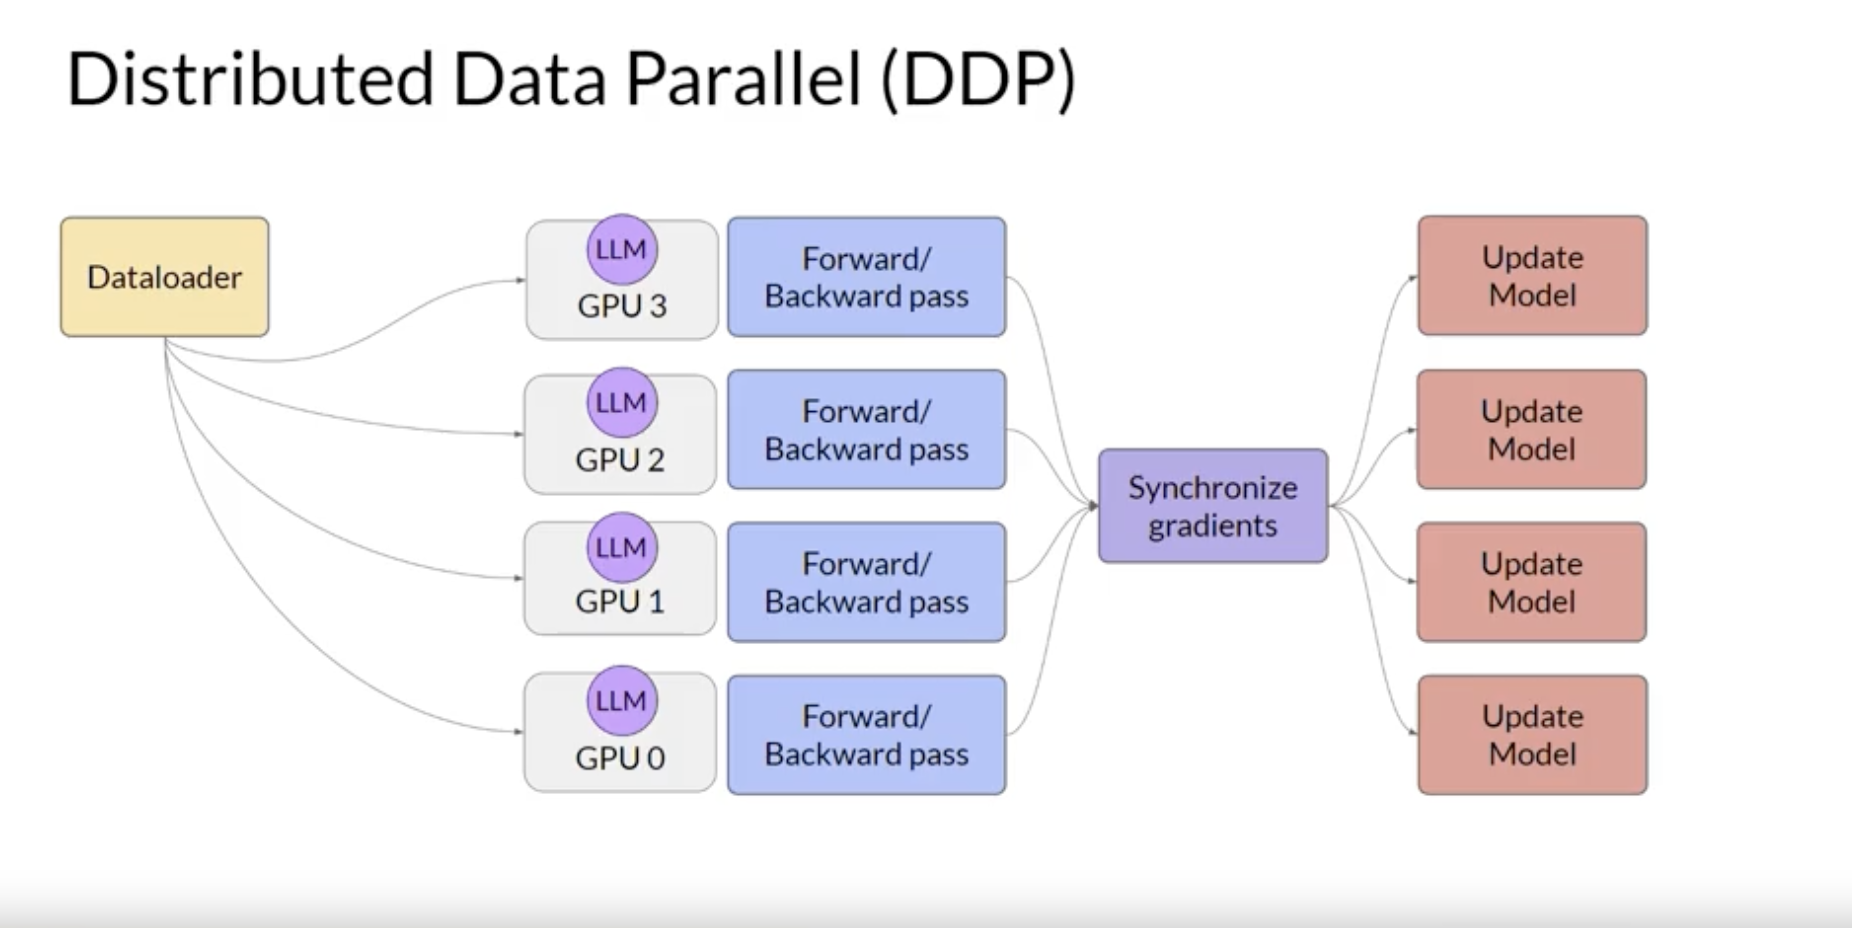 Distributed Data Parallel (DDP)
Dataloader
LLM
GPU 3
Forward/
Backward pass
LLM
GPU 2
Forward/
Backward pass
LLM
GPU 1
Forward/
Backward pass
LLM
GPU 0
Forward/
Backward pass
Synchronize
gradients
Update
Model
Update
Model
Update
Model
Update
Model